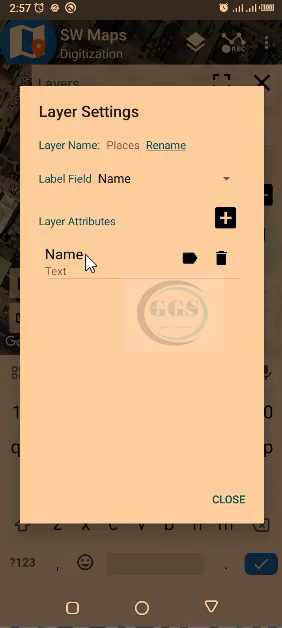 2:57
SW Maps
Digitization
REC
Layers
Layer Settings
Layer Name: Places Rename
Label Field Name
Layer Attributes
Name
Text
GGS
CLOSE
z x c v b n m
?123 , .